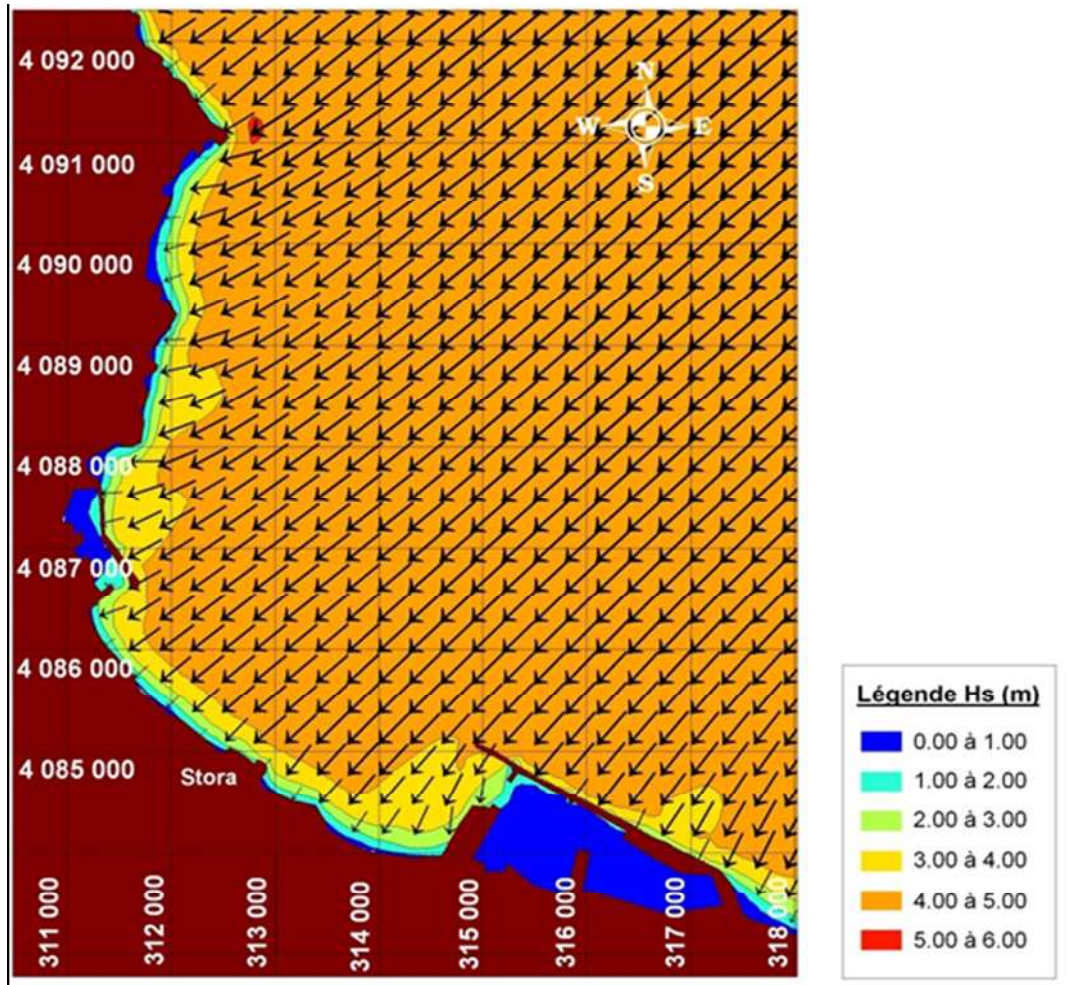 4 092 000
N
W E
S
4 091 000
4 090 000
4 089 000
4 088 000
4 087 000
4 086 000
4 085 000
Stora
311 000
312 000
313 000
314 000
315 000
316 000
317 000
318 000
Légende Hs (m)
0.00 à 1.00
1.00 à 2.00
2.00 à 3.00
3.00 à 4.00
4.00 à 5.00
5.00 à 6.00